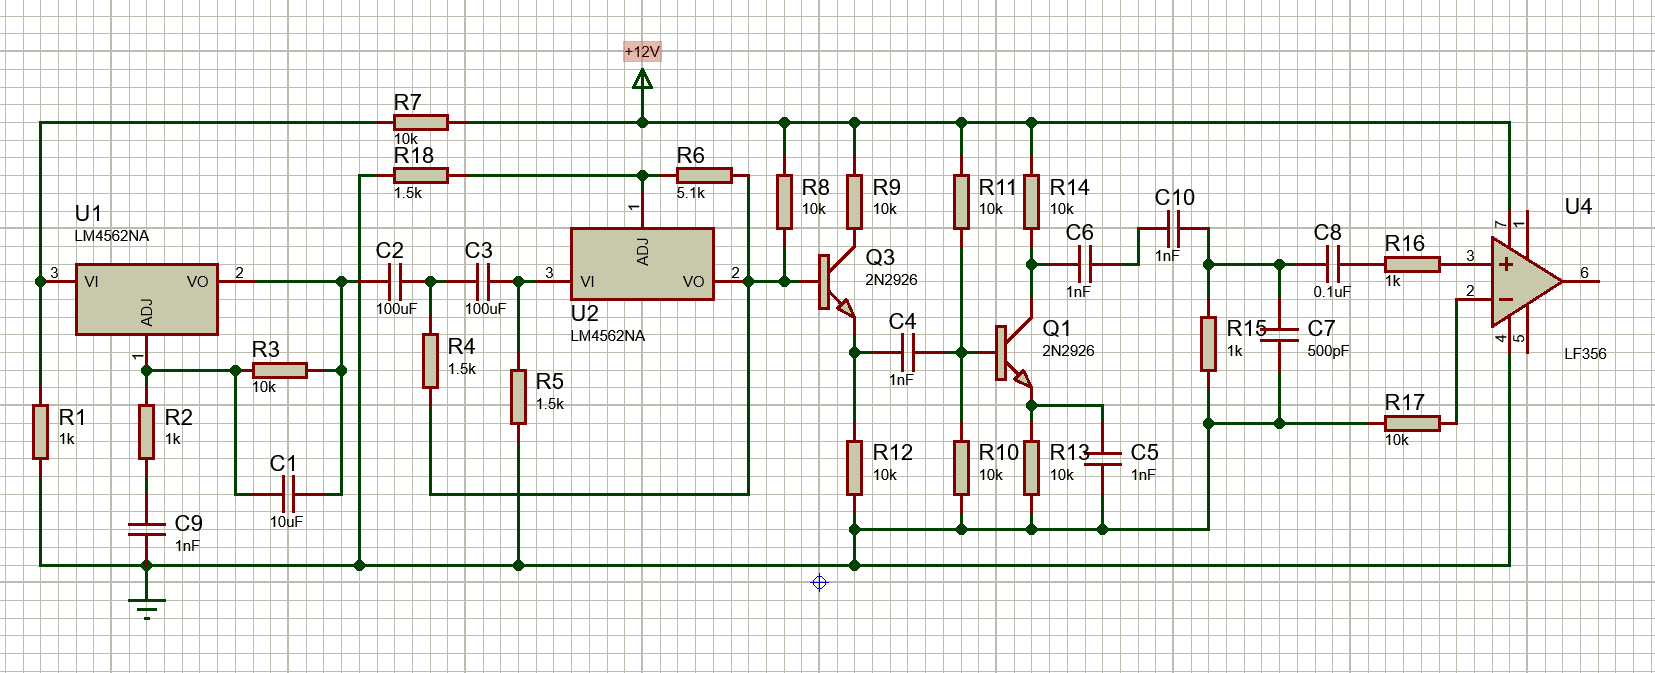 +12V
R7
10k
R18
1.5k
R6
5.1k
1
ADJ
U1
LM4562NA
3
VI
VO
2
ADJ
1
C2
100uF
C3
100uF
3
VI
VO
2
U2
LM4562NA
R8
10k
R9
10k
Q3
2N2926
R11
10k
R14
10k
C6
1nF
C10
1nF
C8
0.1uF
R16
1k
U4
7
1
3
2
6
4
5
LF356
R3
10k
R4
1.5k
R5
1.5k
C4
1nF
Q1
2N2926
R15
1k
C7
500pF
R1
1k
R2
1k
C1
10uF
C9
1nF
R12
10k
R10
10k
R13
10k
C5
1nF
R17
10k